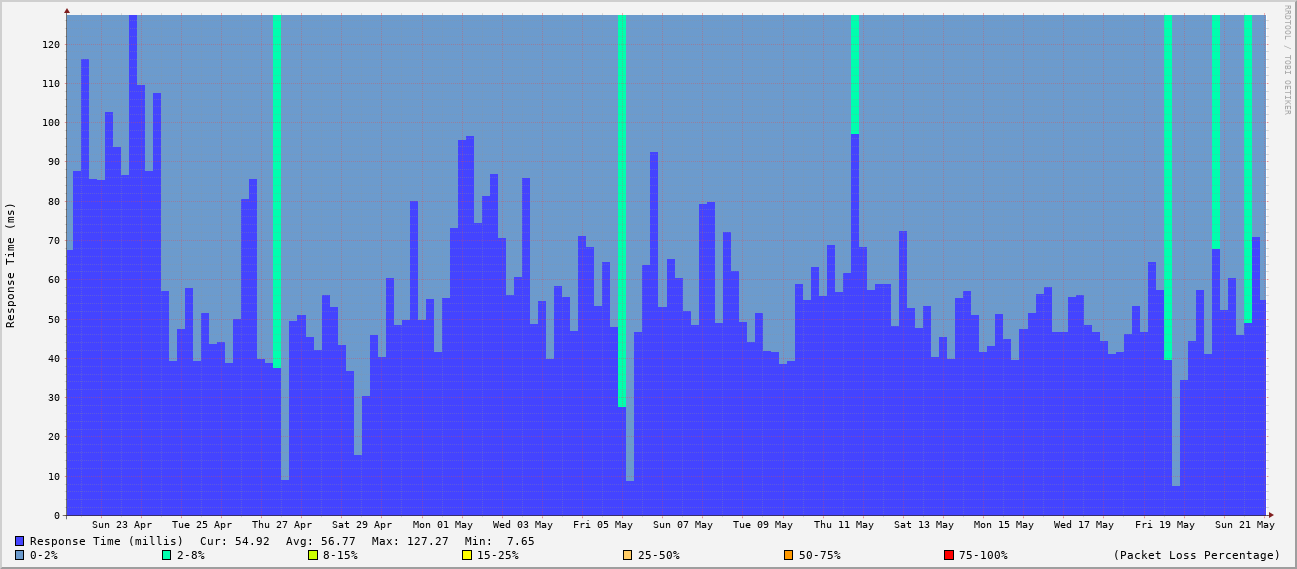 RRDTOOL / TOBI OETIKER
Response Time (ms)
120
110
100
90
80
70
60
50
40
30
20
10
0
Sun 23 Apr Tue 25 Apr Thu 27 Apr Sat 29 Apr Mon 01 May Wed 03 May Fri 05 May Sun 07 May Tue 09 May Thu 11 May Sat 13 May Mon 15 May Wed 17 May Fri 19 May Sun 21 May
Response Time (millis) Cur: 54.92 Avg: 56.77 Max: 127.27 Min: 7.65
0-2% 2-8% 8-15% 15-25% 25-50% 50-75% 75-100% (Packet Loss Percentage)